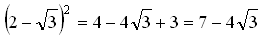 (2 − √3)² = 4 − 4√3 + 3 = 7 − 4√3